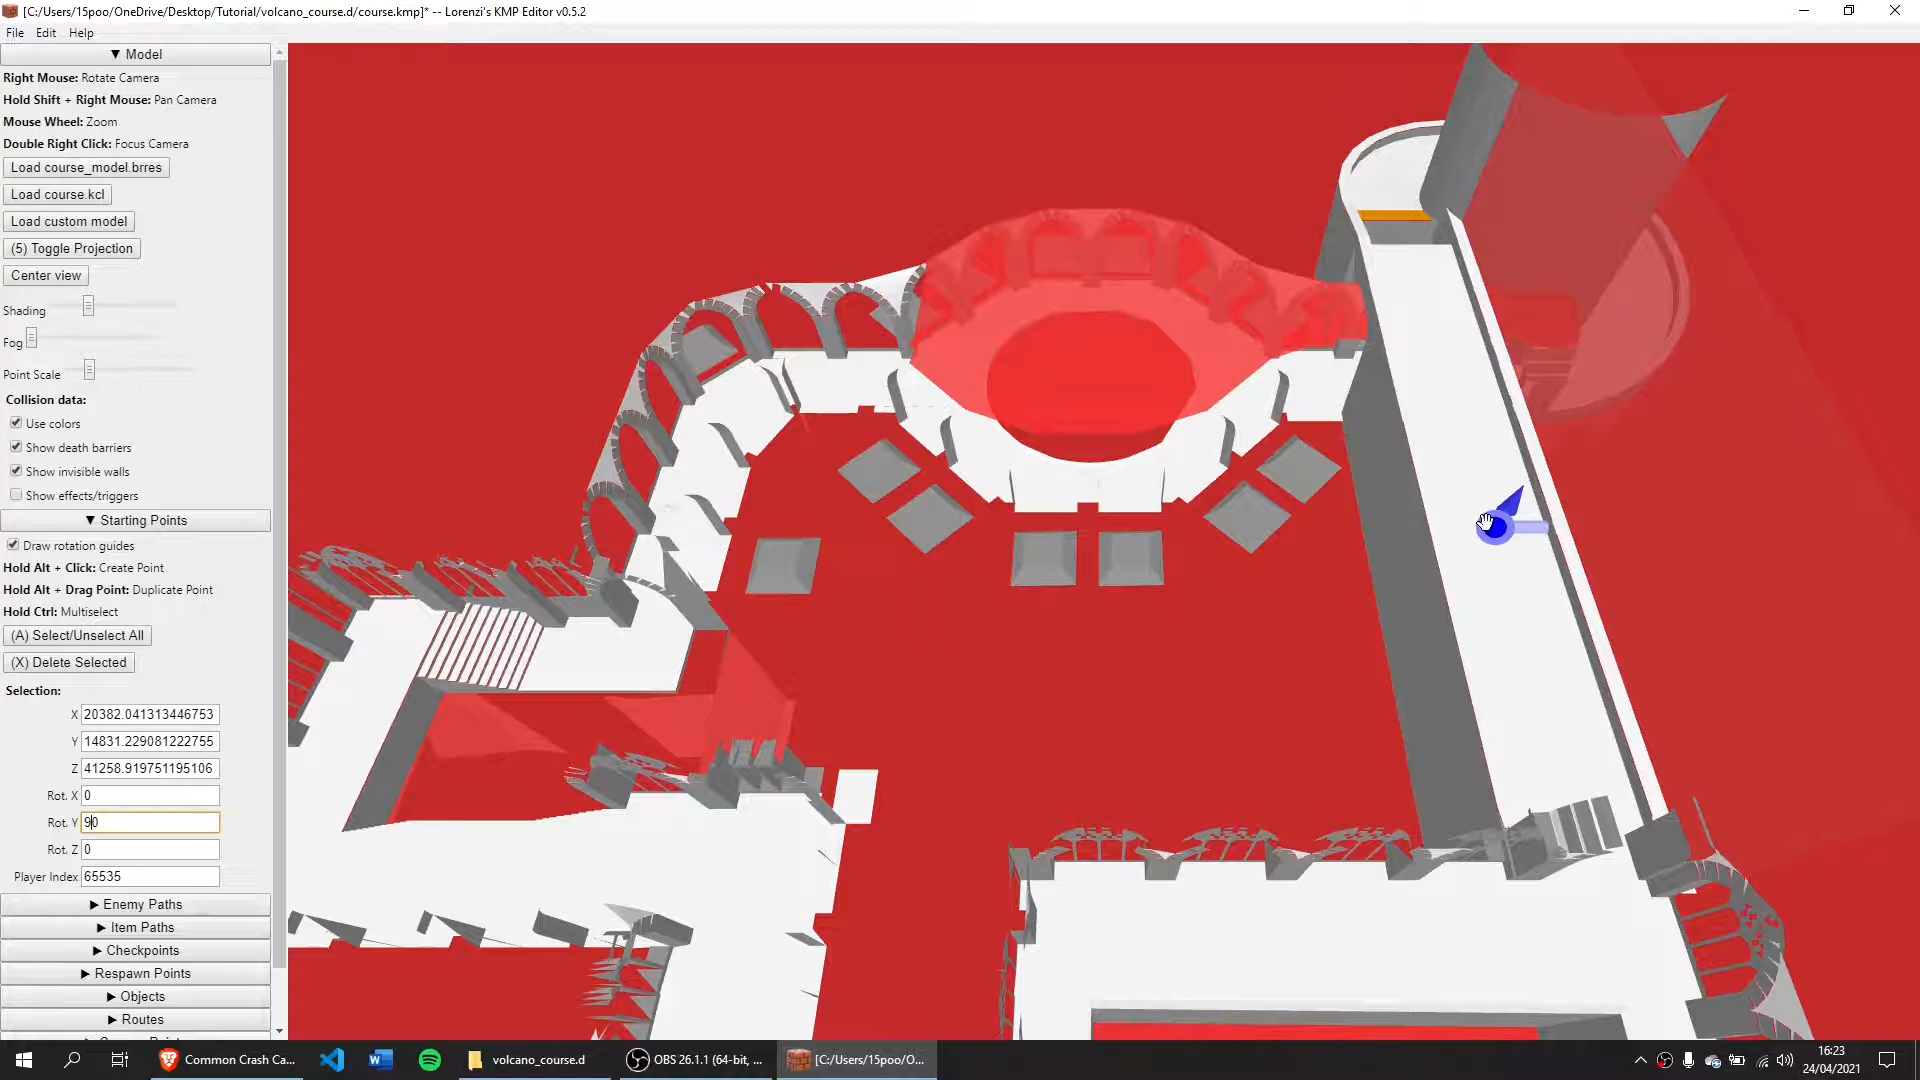 [C:/Users/15poo/OneDrive/Desktop/Tutorial/volcano_course.d/course.kmp]* -- Lorenzi's KMP Editor v0.5.2
File Edit Help
▼ Model
Right Mouse: Rotate Camera
Hold Shift + Right Mouse: Pan Camera
Mouse Wheel: Zoom
Double Right Click: Focus Camera
Load course_model.brres
Load course.kcl
Load custom model
(5) Toggle Projection
Center view
Shading
Fog
Point Scale
Collision data:
Use colors
Show death barriers
Show invisible walls
Show effects/triggers
▼ Starting Points
Draw rotation guides
Hold Alt + Click: Create Point
Hold Alt + Drag Point: Duplicate Point
Hold Ctrl: Multiselect
(A) Select/Unselect All
(X) Delete Selected
Selection:
X 20382.041313446753
Y 14831.229081222755
Z 41258.919751195106
Rot. X 0
Rot. Y 90
Rot. Z 0
Player Index 65535
▶ Enemy Paths
▶ Item Paths
▶ Checkpoints
▶ Respawn Points
▶ Objects
▶ Routes
Common Crash Ca... volcano_course.d OBS 26.1.1 (64-bit, ... [C:/Users/15poo/O...
16:23
24/04/2021